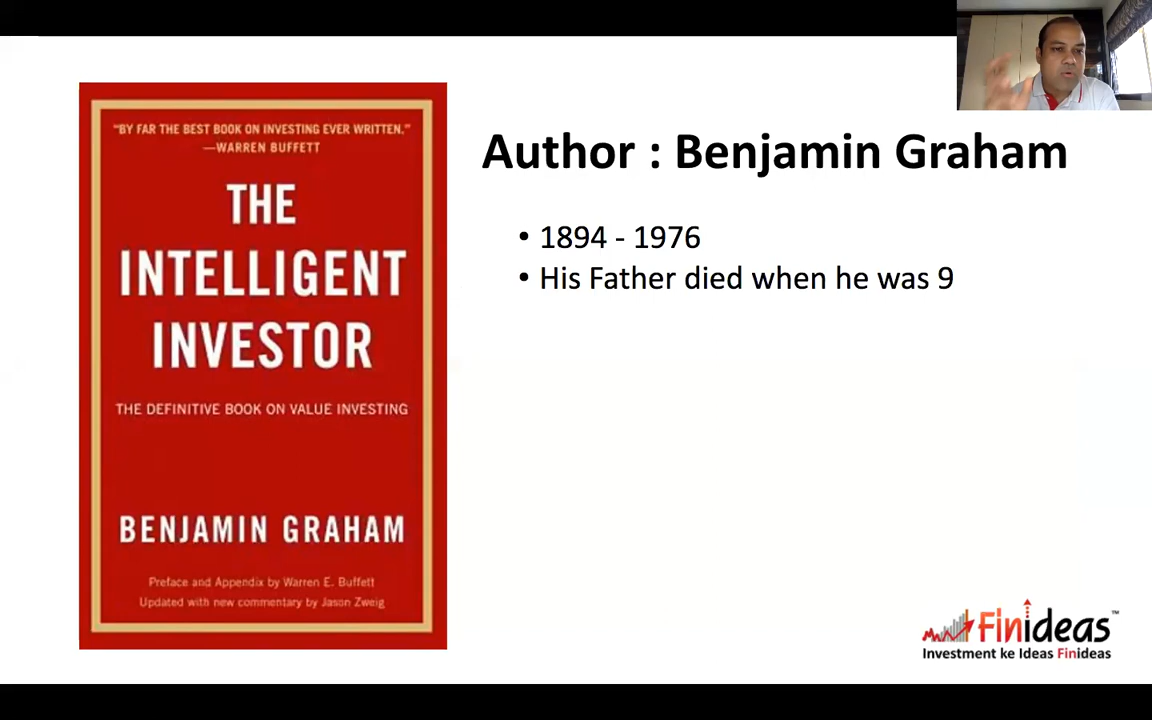 "BY FAR THE BEST BOOK ON INVESTING EVER WRITTEN."
—WARREN BUFFETT
THE
INTELLIGENT
INVESTOR
THE DEFINITIVE BOOK ON VALUE INVESTING
BENJAMIN GRAHAM
Preface and Appendix by Warren E. Buffett
Updated with new commentary by Jason Zweig
Author : Benjamin Graham
• 1894 - 1976
• His Father died when he was 9
Finideas™
Investment ke Ideas Finideas